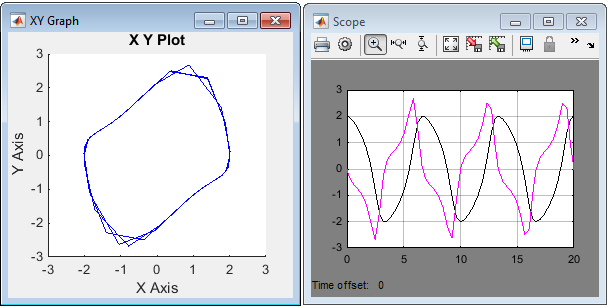 XY Graph
X Y Plot
3
2
1
0
-1
-2
-3
Y Axis
-3 -2 -1 0 1 2 3
X Axis
Scope
»
3
2
1
0
-1
-2
-3
0 5 10 15 20
Time offset: 0